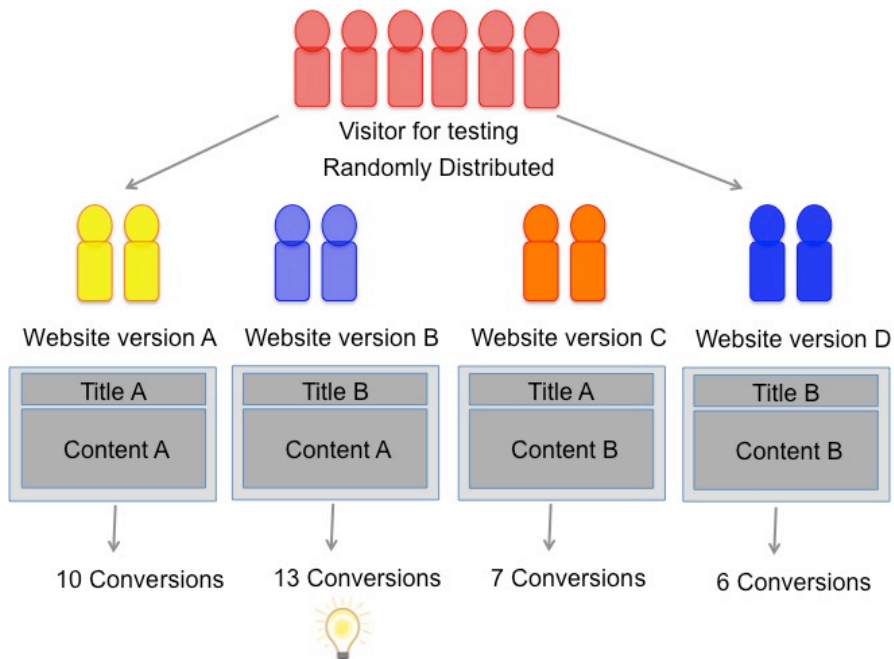 Visitor for testing
Randomly Distributed
Website version A
Website version B
Website version C
Website version D
Title A
Title B
Title A
Title B
Content A
Content A
Content B
Content B
10 Conversions
13 Conversions
7 Conversions
6 Conversions